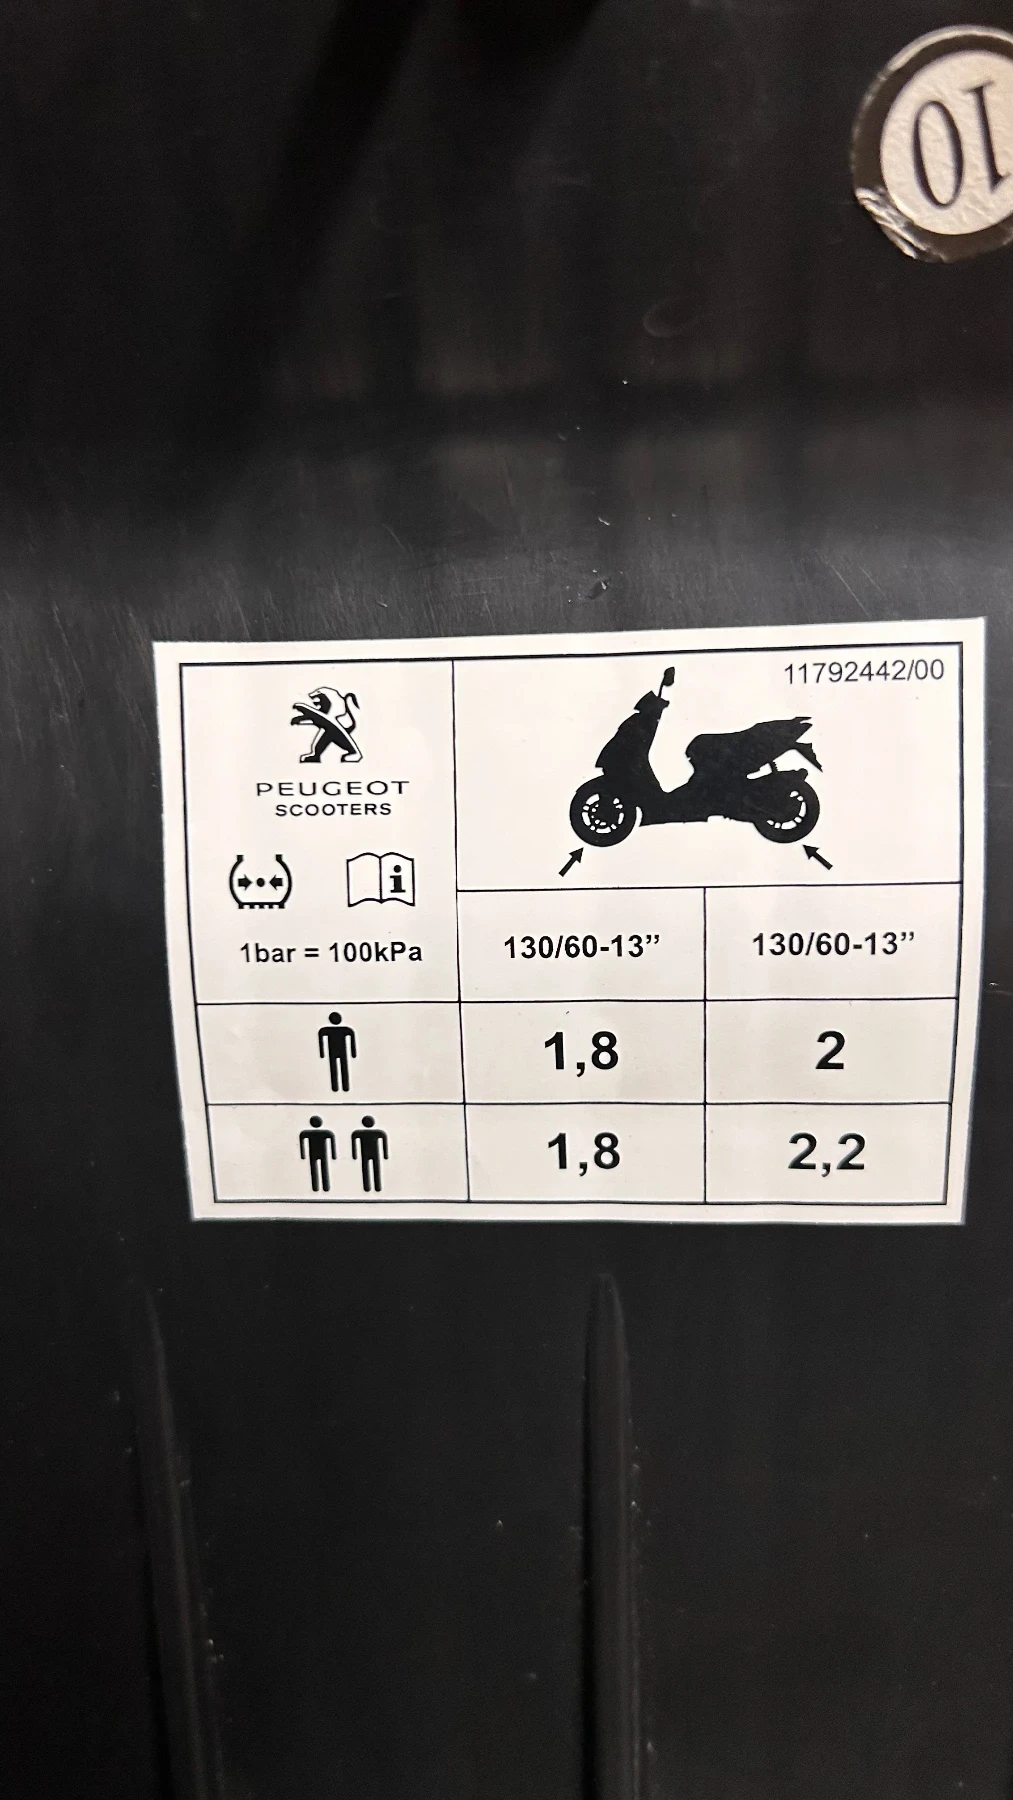 10
11792442/00
PEUGEOT
SCOOTERS
i
1bar = 100kPa
130/60-13” 130/60-13”
1,8 2
1,8 2,2